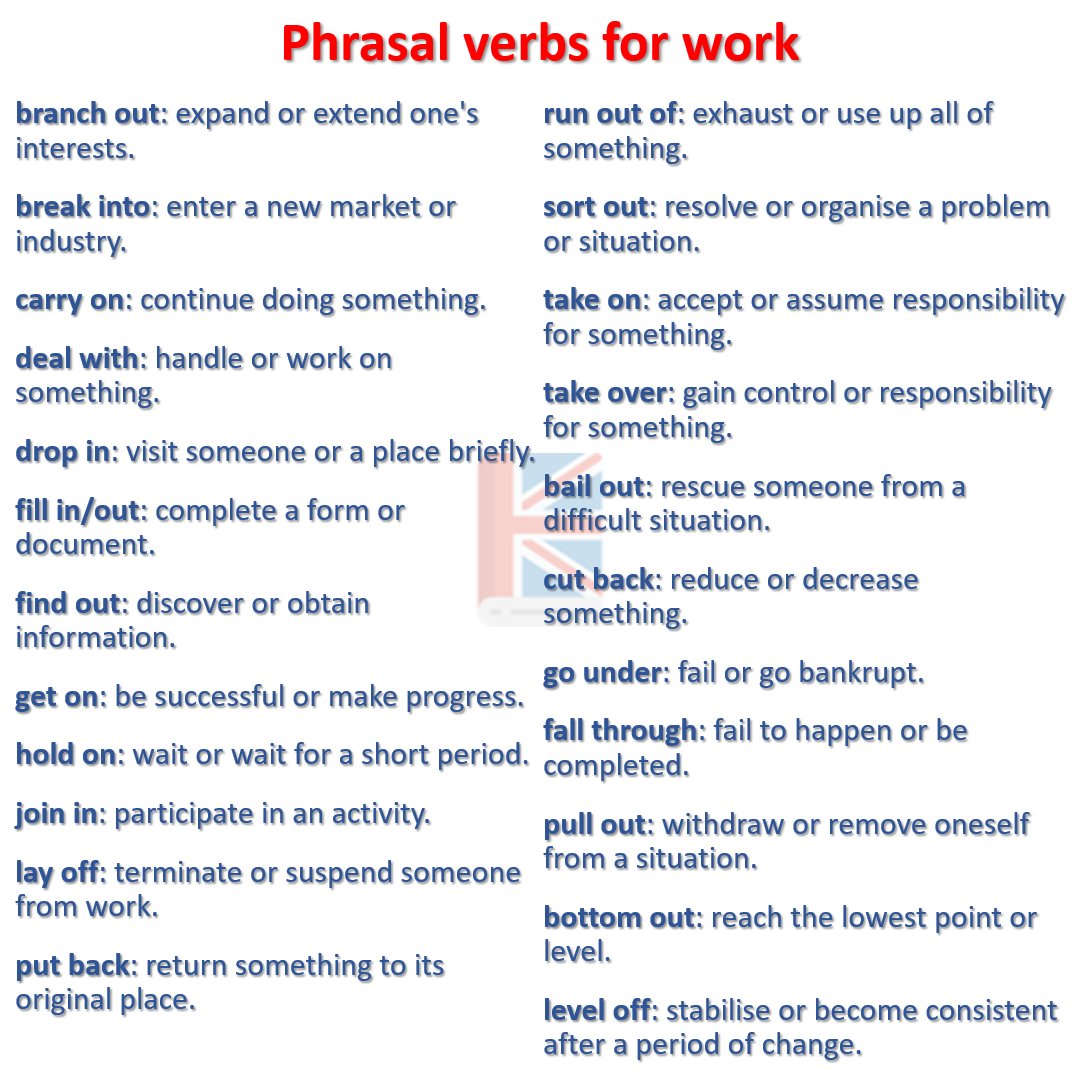 Phrasal verbs for work
branch out: expand or extend one's
interests.
break into: enter a new market or
industry.
carry on: continue doing something.
deal with: handle or work on
something.
drop in: visit someone or a place briefly.
fill in/out: complete a form or
document.
find out: discover or obtain
information.
get on: be successful or make progress.
hold on: wait or wait for a short period.
join in: participate in an activity.
lay off: terminate or suspend someone
from work.
put back: return something to its
original place.
run out of: exhaust or use up all of
something.
sort out: resolve or organise a problem
or situation.
take on: accept or assume responsibility
for something.
take over: gain control or responsibility
for something.
bail out: rescue someone from a
difficult situation.
cut back: reduce or decrease
something.
go under: fail or go bankrupt.
fall through: fail to happen or be
completed.
pull out: withdraw or remove oneself
from a situation.
bottom out: reach the lowest point or
level.
level off: stabilise or become consistent
after a period of change.